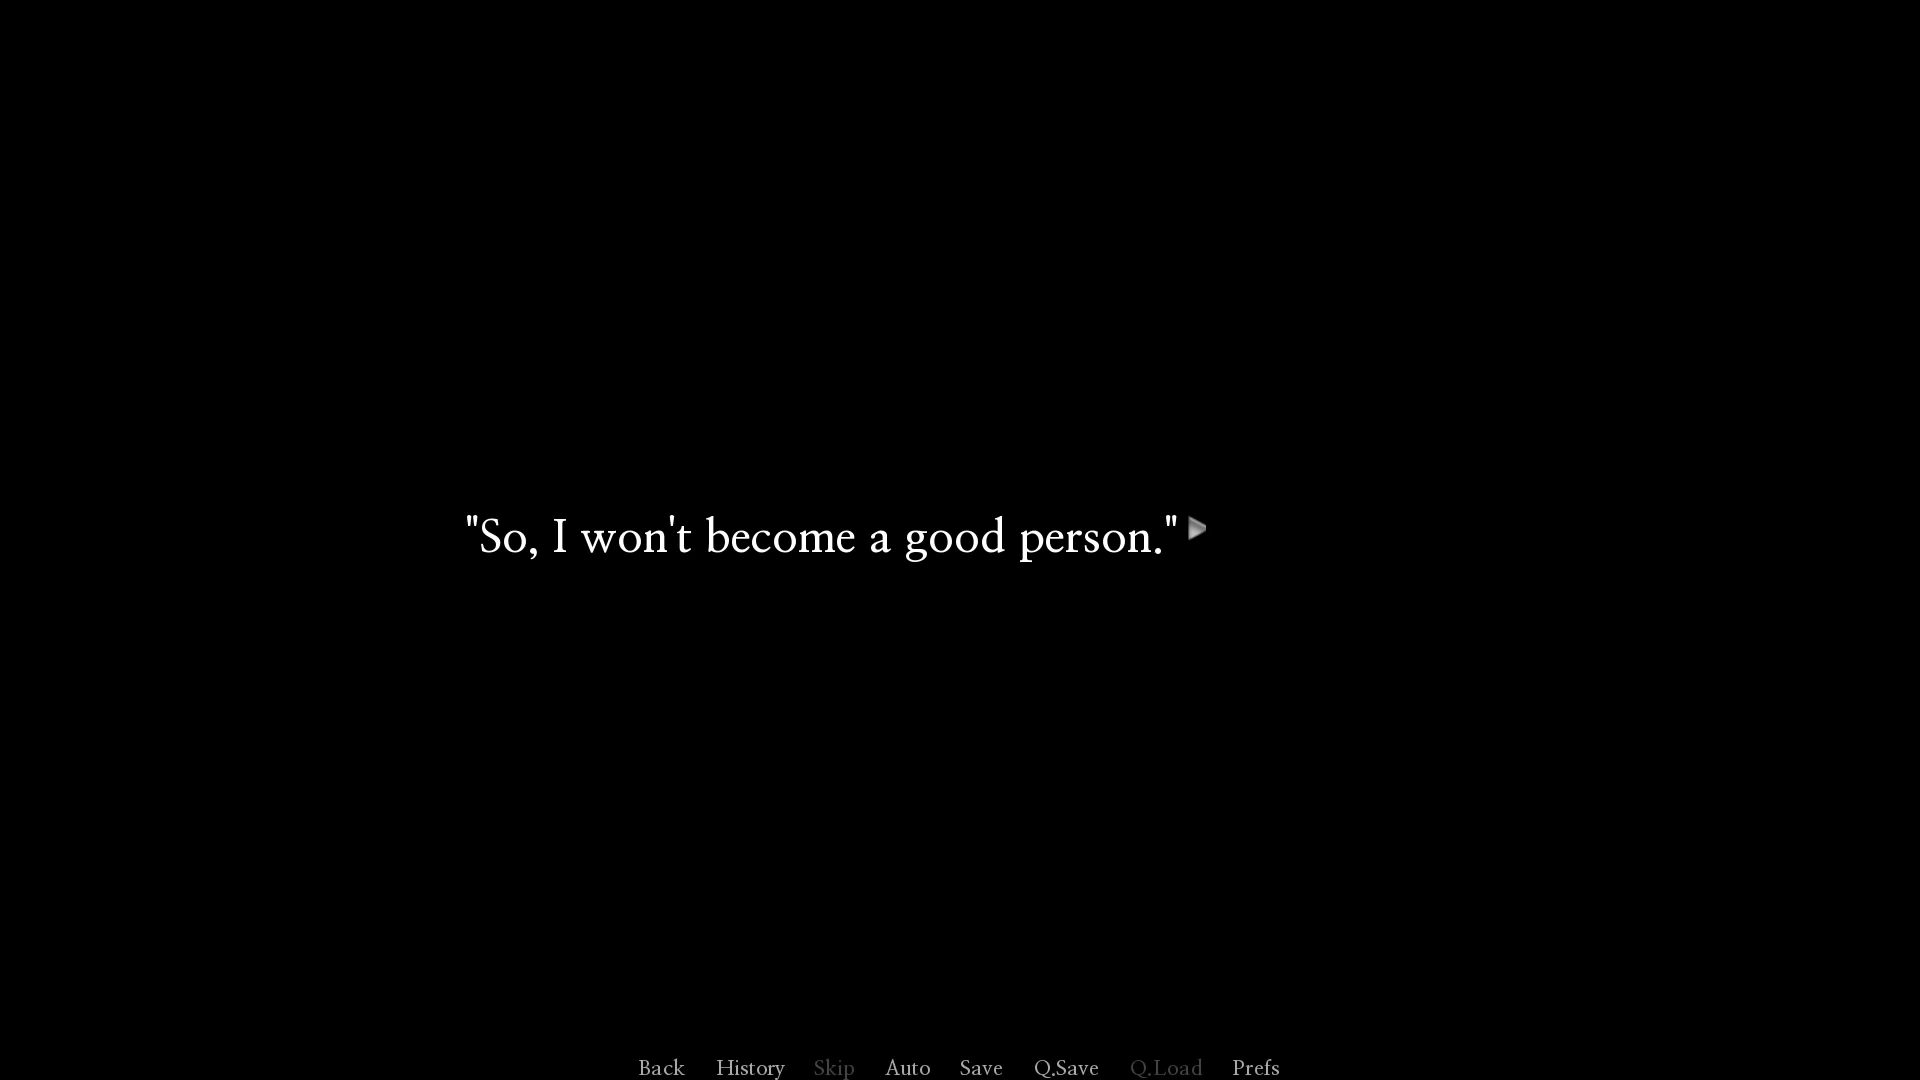 "So, I won't become a good person."
Back History Skip Auto Save Q.Save Q.Load Prefs